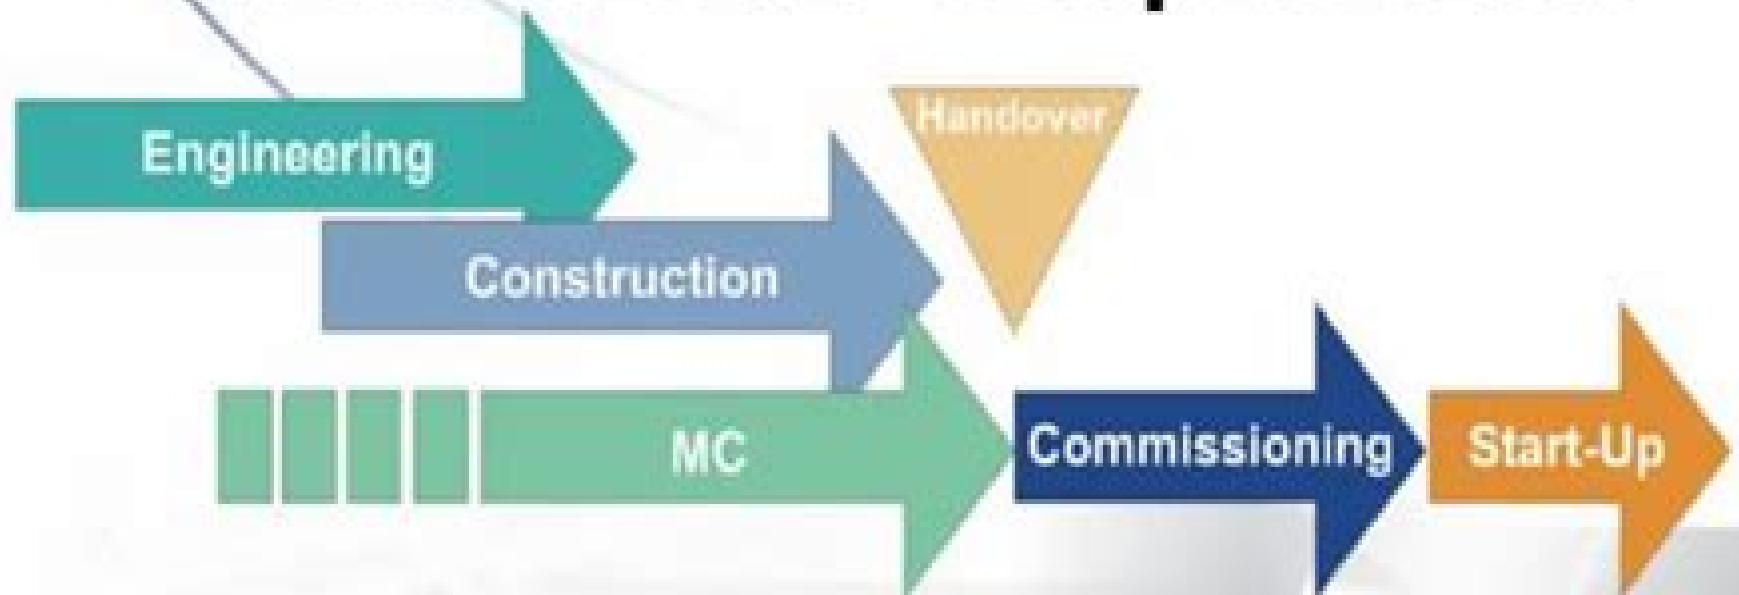 Engineering
Handover
Construction
MC
Commissioning
Start-Up